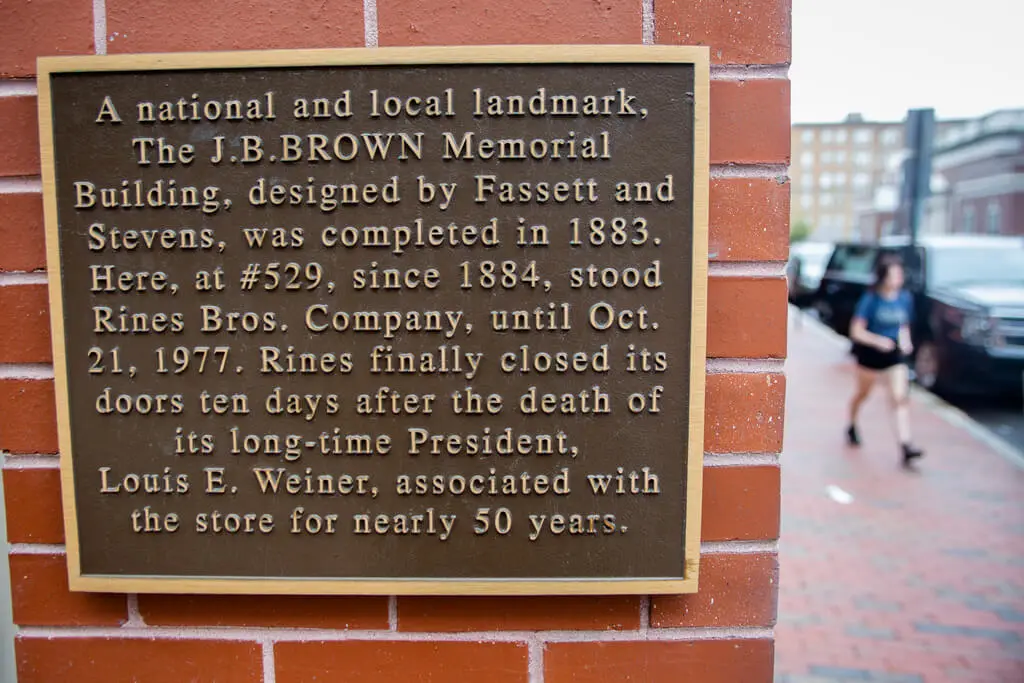 A national and local landmark,
The J.B.BROWN Memorial
Building, designed by Fassett and
Stevens, was completed in 1883.
Here, at #529, since 1884, stood
Rines Bros. Company, until Oct.
21, 1977. Rines finally closed its
doors ten days after the death of
its long-time President,
Louis E. Weiner, associated with
the store for nearly 50 years.